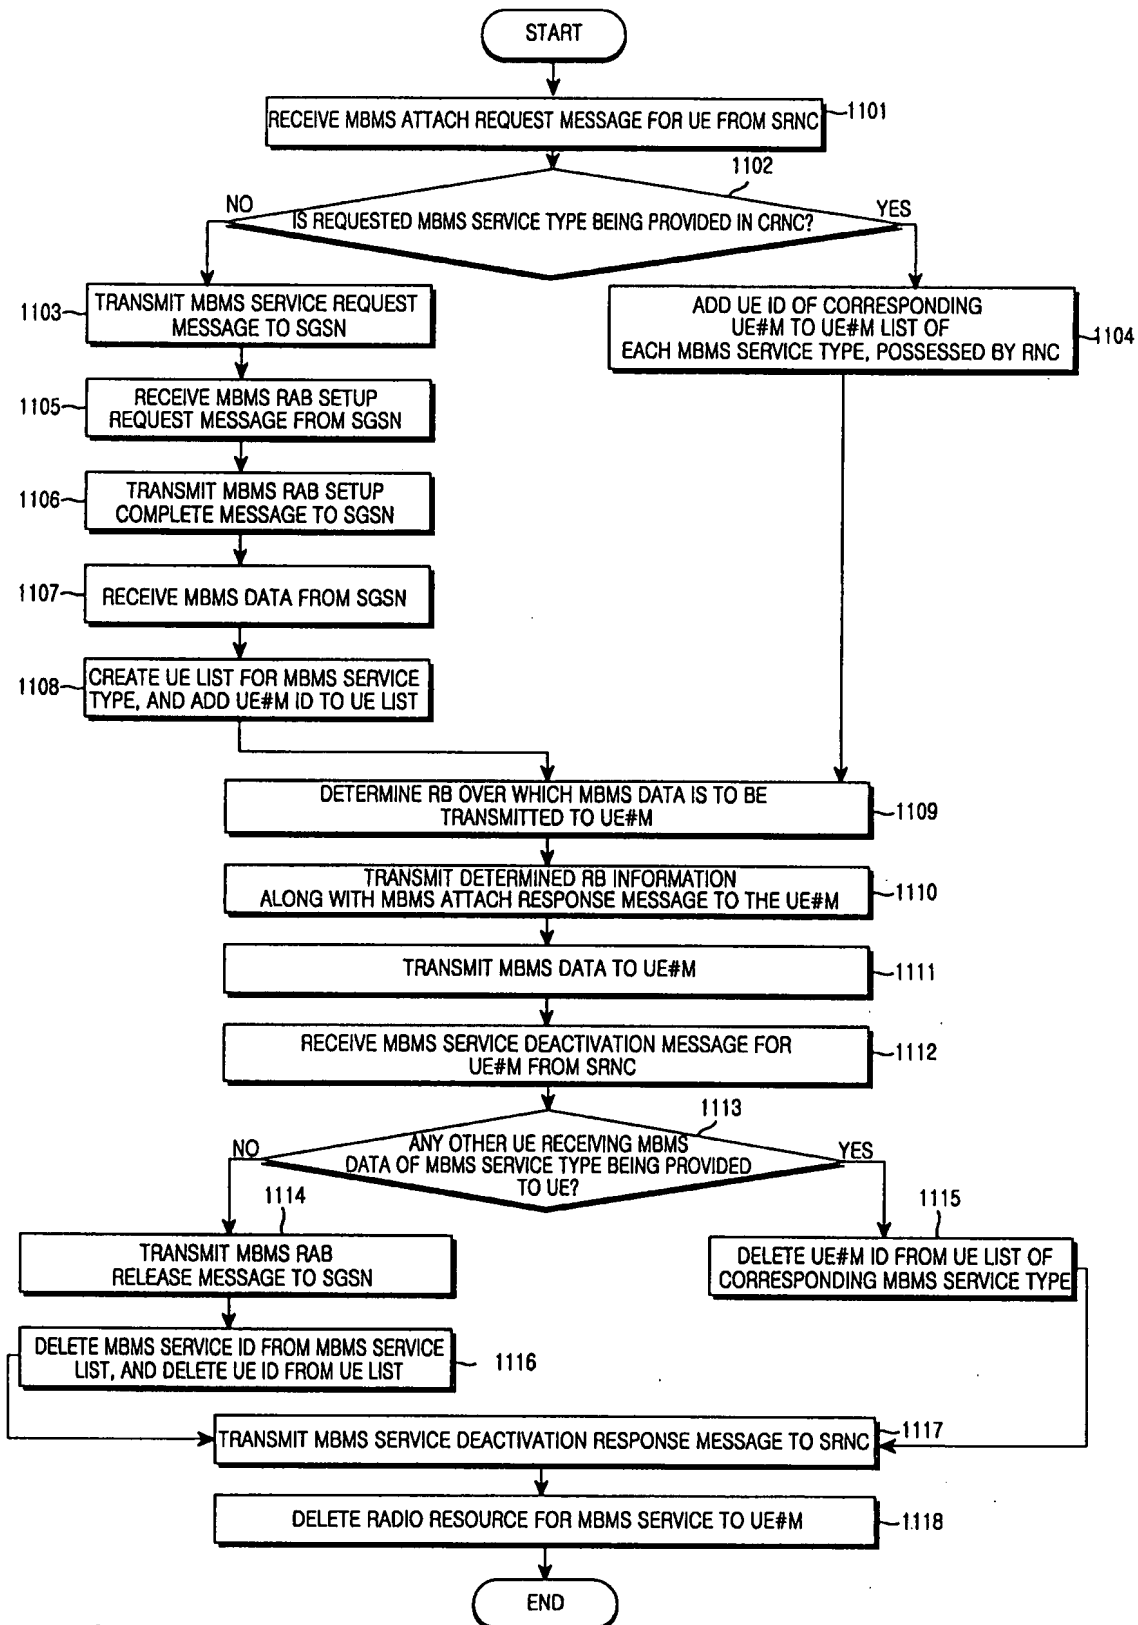 START
RECEIVE MBMS ATTACH REQUEST MESSAGE FOR UE FROM SRNC
1101
1102
NO
IS REQUESTED MBMS SERVICE TYPE BEING PROVIDED IN CRNC?
YES
1103
TRANSMIT MBMS SERVICE REQUEST
MESSAGE TO SGSN
ADD UE ID OF CORRESPONDING
UE#M TO UE#M LIST OF
EACH MBMS SERVICE TYPE, POSSESSED BY RNC
1104
1105
RECEIVE MBMS RAB SETUP
REQUEST MESSAGE FROM SGSN
1106
TRANSMIT MBMS RAB SETUP
COMPLETE MESSAGE TO SGSN
1107
RECEIVE MBMS DATA FROM SGSN
1108
CREATE UE LIST FOR MBMS SERVICE
TYPE, AND ADD UE#M ID TO UE LIST
DETERMINE RB OVER WHICH MBMS DATA IS TO BE
TRANSMITTED TO UE#M
1109
TRANSMIT DETERMINED RB INFORMATION
ALONG WITH MBMS ATTACH RESPONSE MESSAGE TO THE UE#M
1110
TRANSMIT MBMS DATA TO UE#M
1111
RECEIVE MBMS SERVICE DEACTIVATION MESSAGE FOR
UE#M FROM SRNC
1112
1113
NO
ANY OTHER UE RECEIVING MBMS
DATA OF MBMS SERVICE TYPE BEING PROVIDED
TO UE?
YES
1114
TRANSMIT MBMS RAB
RELEASE MESSAGE TO SGSN
1115
DELETE UE#M ID FROM UE LIST OF
CORRESPONDING MBMS SERVICE TYPE
DELETE MBMS SERVICE ID FROM MBMS SERVICE
LIST, AND DELETE UE ID FROM UE LIST
1116
TRANSMIT MBMS SERVICE DEACTIVATION RESPONSE MESSAGE TO SRNC
1117
DELETE RADIO RESOURCE FOR MBMS SERVICE TO UE#M
1118
END